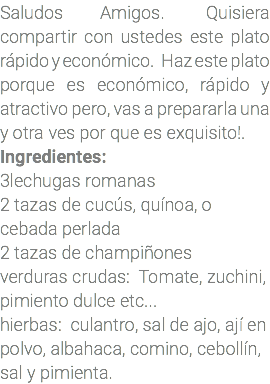 Saludos Amigos. Quisiera
compartir con ustedes este plato
rápido y económico. Haz este plato
porque es económico, rápido y
atractivo pero, vas a prepararla una
y otra ves por que es exquisito!.
Ingredientes:
3lechugas romanas
2 tazas de cucús, quínoa, o
cebada perlada
2 tazas de champiñones
verduras crudas: Tomate, zuchini,
pimiento dulce etc...
hierbas: culantro, sal de ajo, ají en
polvo, albahaca, comino, cebollín,
sal y pimienta.